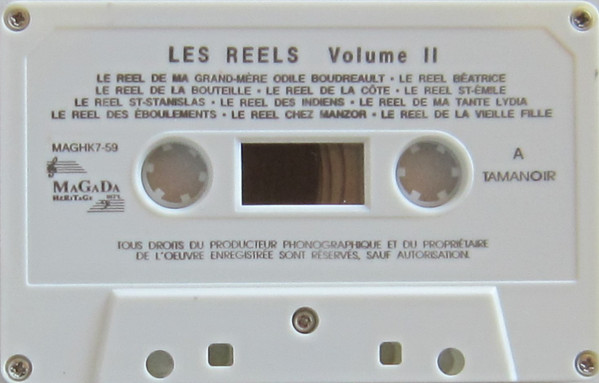 LES REELS Volume II
LE REEL DE MA GRAND-MÈRE ODILE BOUDREAULT • LE REEL BÉATRICE
LE REEL DE LA BOUTEILLE • LE REEL DE LA CÔTE • LE REEL ST-ÉMILE
LE REEL ST-STANISLAS • LE REEL DES INDIENS • LE REEL DE MA TANTE LYDIA
LE REEL DES ÉBOULEMENTS • LE REEL CHEZ MANZOR • LE REEL DE LA VIEILLE FILLE
MAGHK7-59
MAGADA
HéRiTaGe
A
TAMANOIR
TOUS DROITS DU PRODUCTEUR PHONOGRAPHIQUE ET DU PROPRIÉTAIRE
DE L'OEUVRE ENREGISTRÉE SONT RÉSERVÉS, SAUF AUTORISATION.